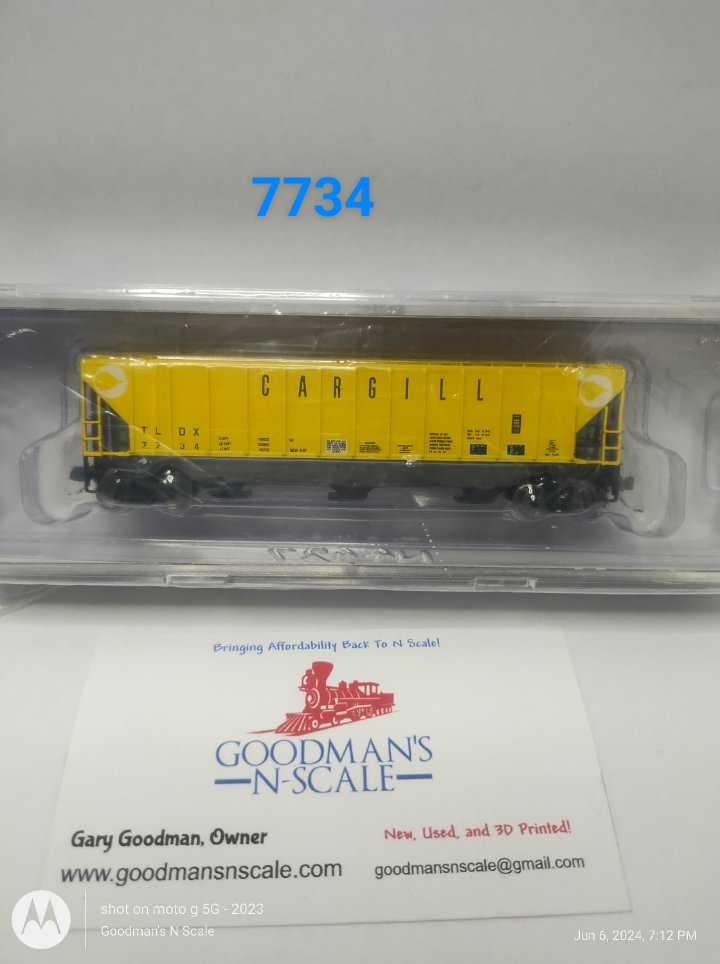 7734
CARGILL
TLDX
7734
Bringing Affordability Back To N Scale!
GOODMAN'S
N-SCALE
Gary Goodman, Owner
New, Used, and 3D Printed!
www.goodmansnscale.com
goodmansnscale@gmail.com
shot on moto g 5G - 2023
Goodman's N Scale
Jun 6, 2024, 7:12 PM